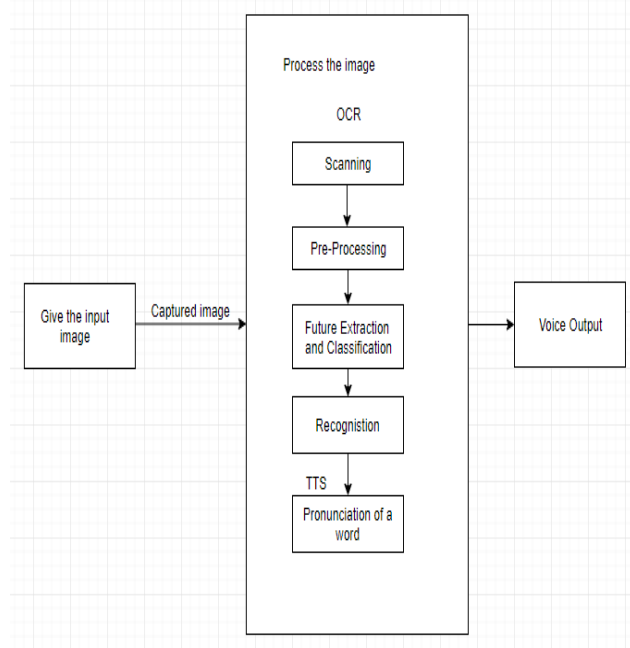 Process the image
OCR
Scanning
Pre-Processing
Give the input
image
Captured image
Future Extraction
and Classification
Voice Output
Recognistion
TTS
Pronunciation of a
word